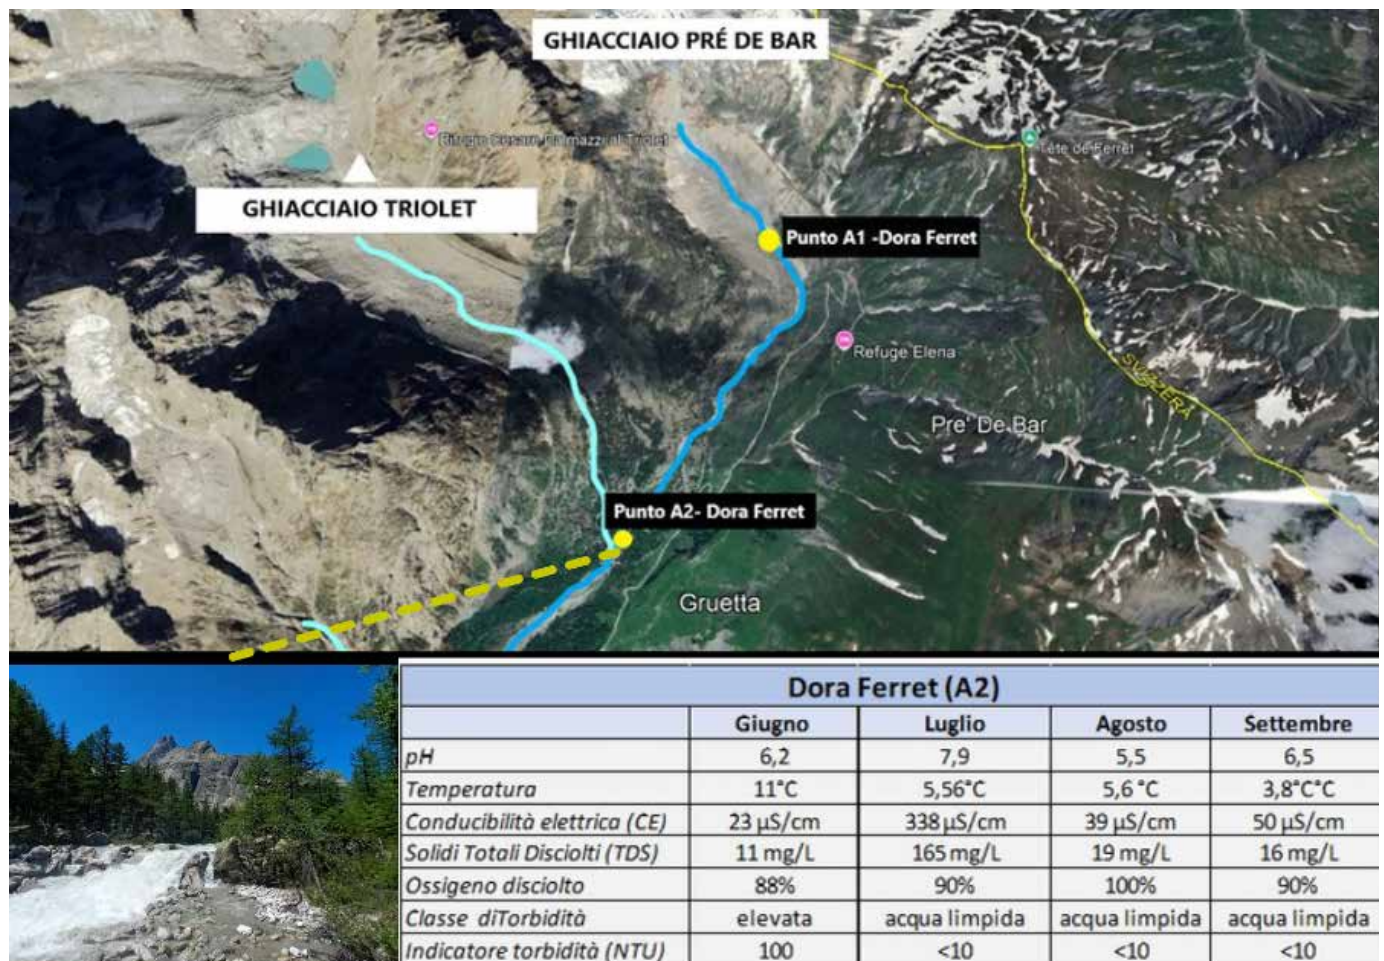 GHIACCIAIO PRÉ DE BAR
Tête de Ferret
GHIACCIAIO TRIOLET
Punto A1 -Dora Ferret
Refuge Elena
SVIZZERA
Pre' De Bar
Punto A2- Dora Ferret
Gruetta
Dora Ferret (A2)
Giugno Luglio Agosto Settembre
pH 6,2 7,9 5,5 6,5
Temperatura 11°C 5,56°C 5,6 °C 3,8°C°C
Conducibilità elettrica (CE) 23 µS/cm 338 µS/cm 39 µS/cm 50 µS/cm
Solidi Totali Disciolti (TDS) 11 mg/L 165 mg/L 19 mg/L 16 mg/L
Ossigeno disciolto 88% 90% 100% 90%
Classe diTorbidità elevata acqua limpida acqua limpida acqua limpida
Indicatore torbidità (NTU) 100 <10 <10 <10